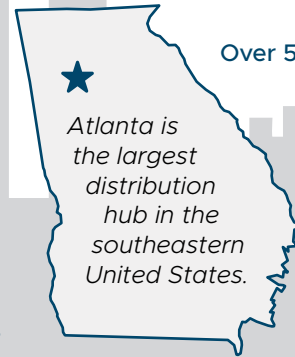 Over 5
Atlanta is
the largest
distribution
hub in the
southeastern
United States.